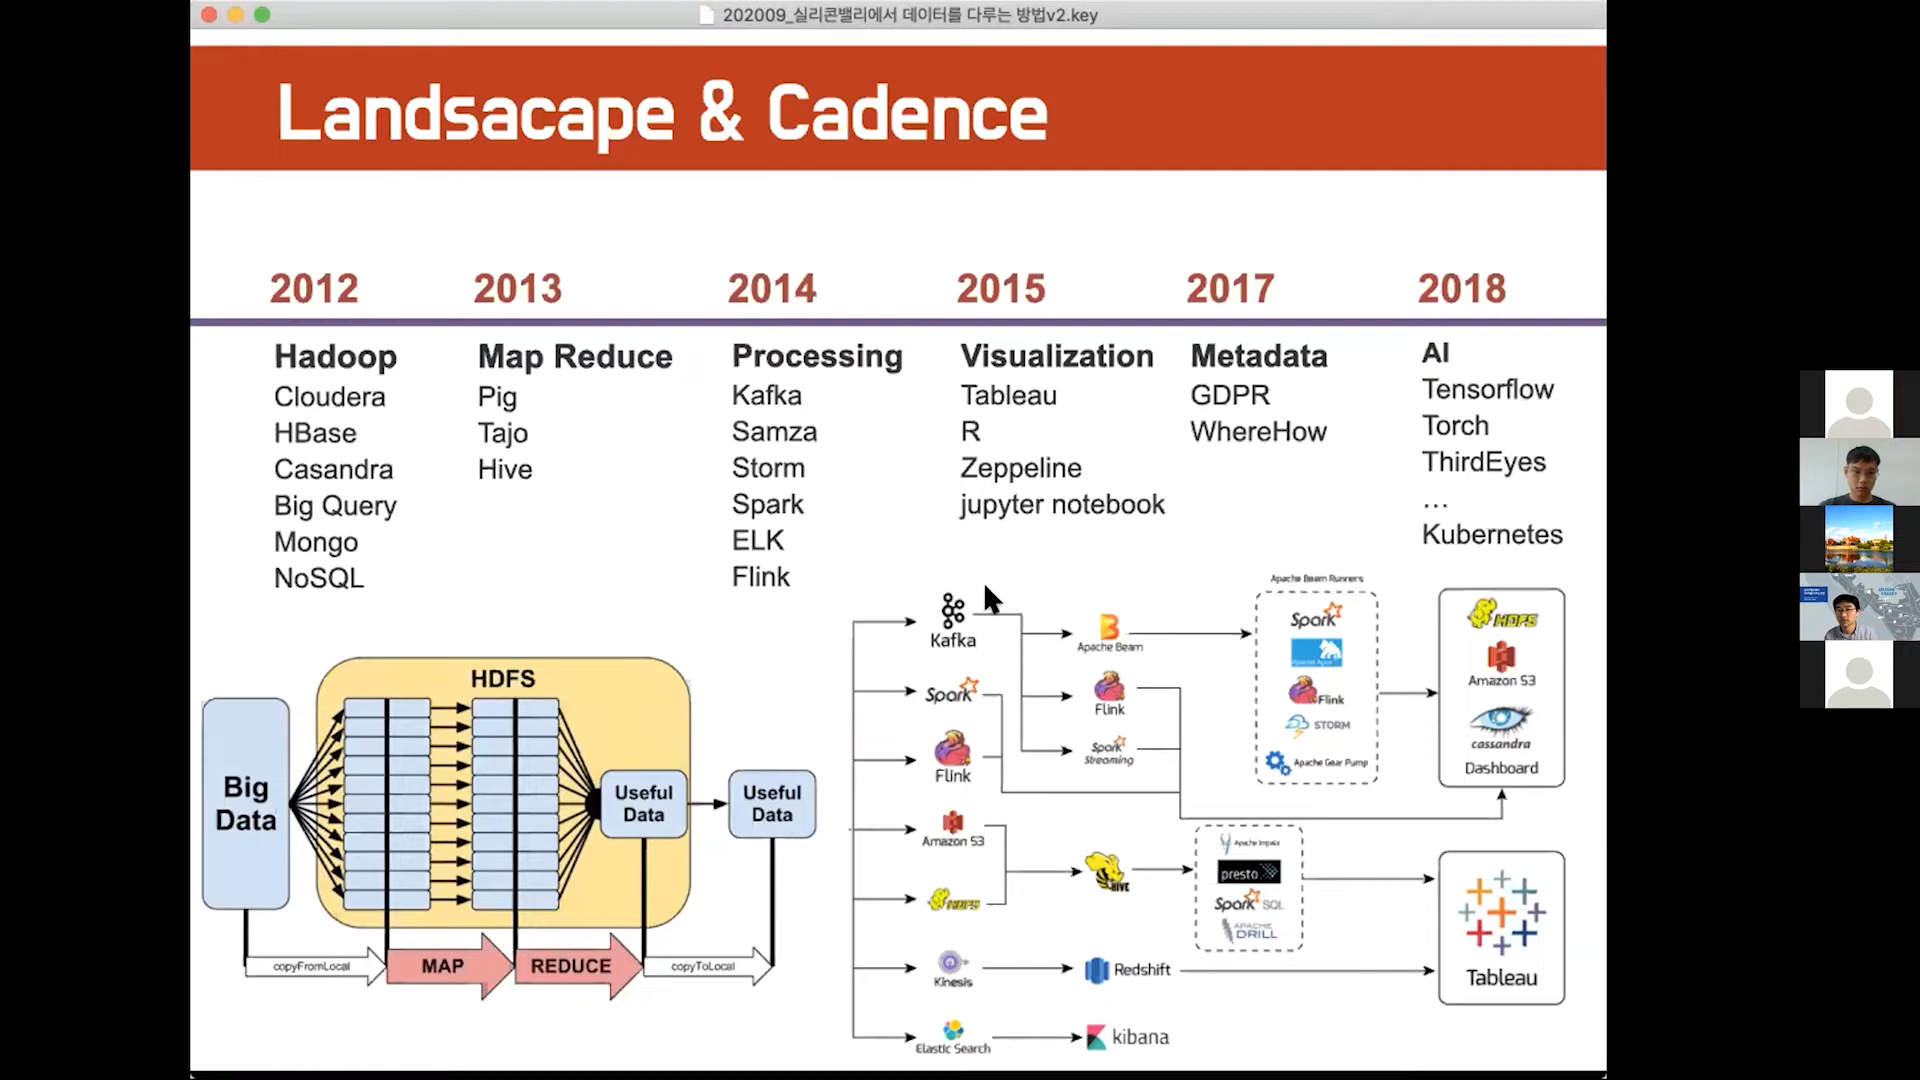 202009_실리콘밸리에서 데이터를 다루는 방법v2.key
Landsacape & Cadence
2012
2013
2014
2015
2017
2018
Hadoop
Cloudera
HBase
Casandra
Big Query
Mongo
NoSQL
Map Reduce
Pig
Tajo
Hive
Processing
Kafka
Samza
Storm
Spark
ELK
Flink
Visualization
Tableau
R
Zeppeline
jupyter notebook
Metadata
GDPR
WhereHow
AI
Tensorflow
Torch
ThirdEyes
...
Kubernetes
HDFS
Big
Data
Useful
Data
Useful
Data
copyFromLocal
MAP
REDUCE
copyToLocal
Kafka
Spark
Flink
Amazon S3
HDFS
Kinesis
Elastic Search
Apache Beam
Flink
Spark
Streaming
HIVE
Redshift
kibana
Apache Beam Runners
Spark
Apache Apex
Flink
STORM
Apache Gear Pump
Apache Impala
presto
Spark SQL
APACHE
DRILL
HDFS
Amazon S3
cassandra
Dashboard
Tableau